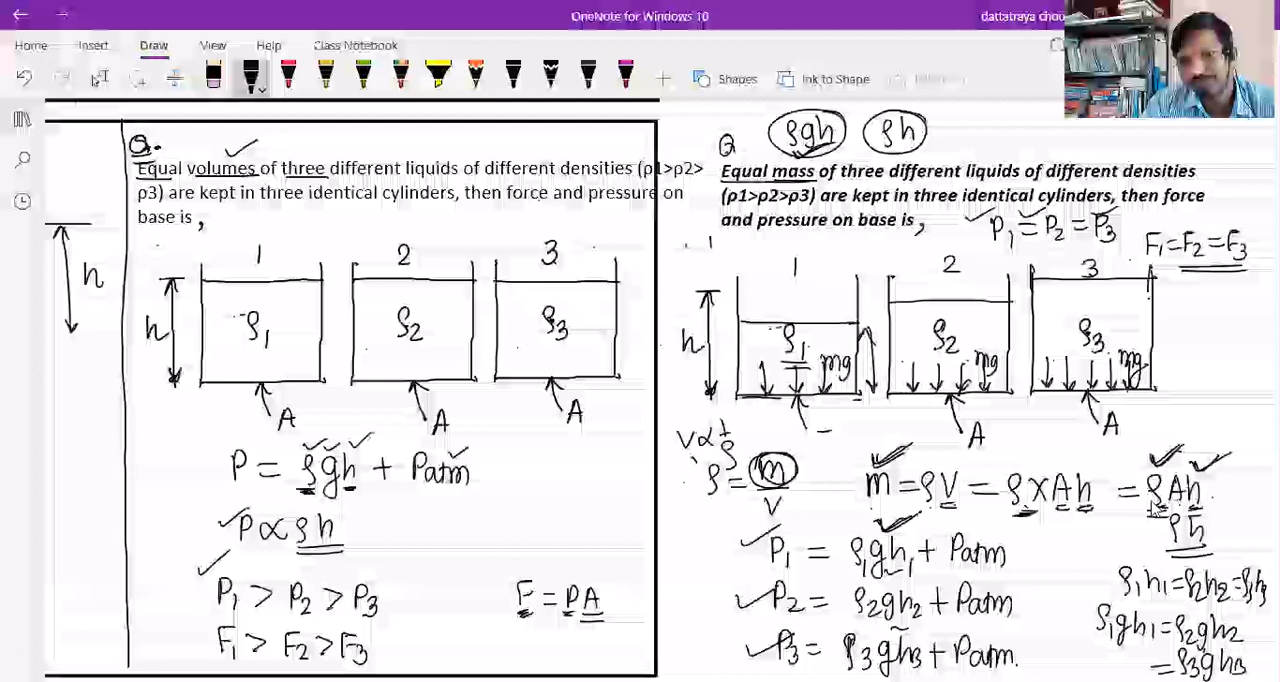 OneNote for Windows 10
dattatraya chou
Home Insert Draw View Help Class Notebook
Shapes Ink to Shape
Q.
Equal volumes of three different liquids of different densities (ρ1>ρ2>
ρ3) are kept in three identical cylinders, then force and pressure on
base is,
h
1 2 3
h ρ1 ρ2 ρ3
A A A
P = ρgh + Patm
P ∝ ρh
P1 > P2 > P3
F = PA
F1 > F2 > F3
ρgh ρh
Q
Equal mass of three different liquids of different densities
(ρ1>ρ2>ρ3) are kept in three identical cylinders, then force
and pressure on base is,
P1 = P2 = P3
F1 = F2 = F3
1 2 3
h ρ1 ρ2 ρ3
mg mg mg
A A
ρ = m/V
m = ρV = ρ×Ah = ρAh
ρh
P1 = ρ1gh1 + Patm
P2 = ρ2gh2 + Patm
P3 = ρ3gh3 + Patm.
ρ1h1 = ρ2h2 = ρ3h3
ρ1gh1 = ρ2gh2
= ρ3gh3